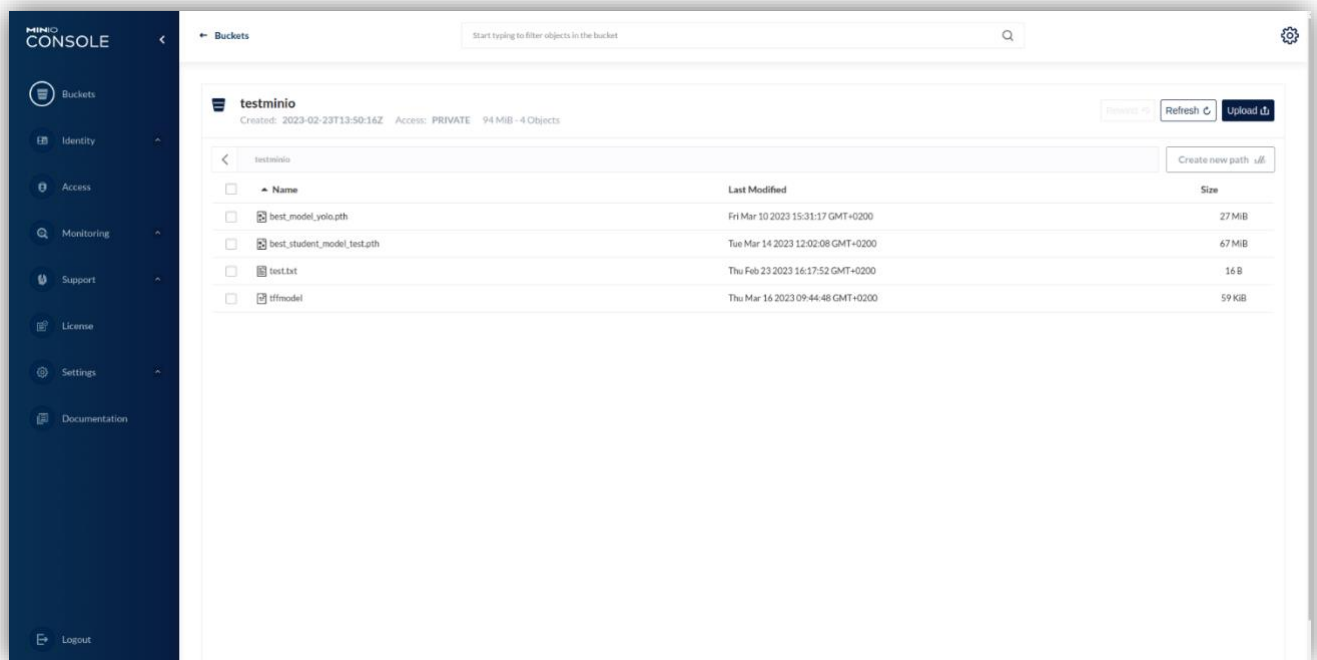 MINIO
CONSOLE
Buckets
Identity
Access
Monitoring
Support
License
Settings
Documentation
Logout
← Buckets
Start typing to filter objects in the bucket
testminio
Created: 2023-02-23T13:50:16Z Access: PRIVATE 94 MiB - 4 Objects
Refresh Upload
testminio
Create new path
Name Last Modified Size
best_model_yolo.pth Fri Mar 10 2023 15:31:17 GMT+0200 27 MiB
best_student_model_test.pth Tue Mar 14 2023 12:02:08 GMT+0200 67 MiB
test.txt Thu Feb 23 2023 16:17:52 GMT+0200 16 B
tffmodel Thu Mar 16 2023 09:44:48 GMT+0200 59 KiB